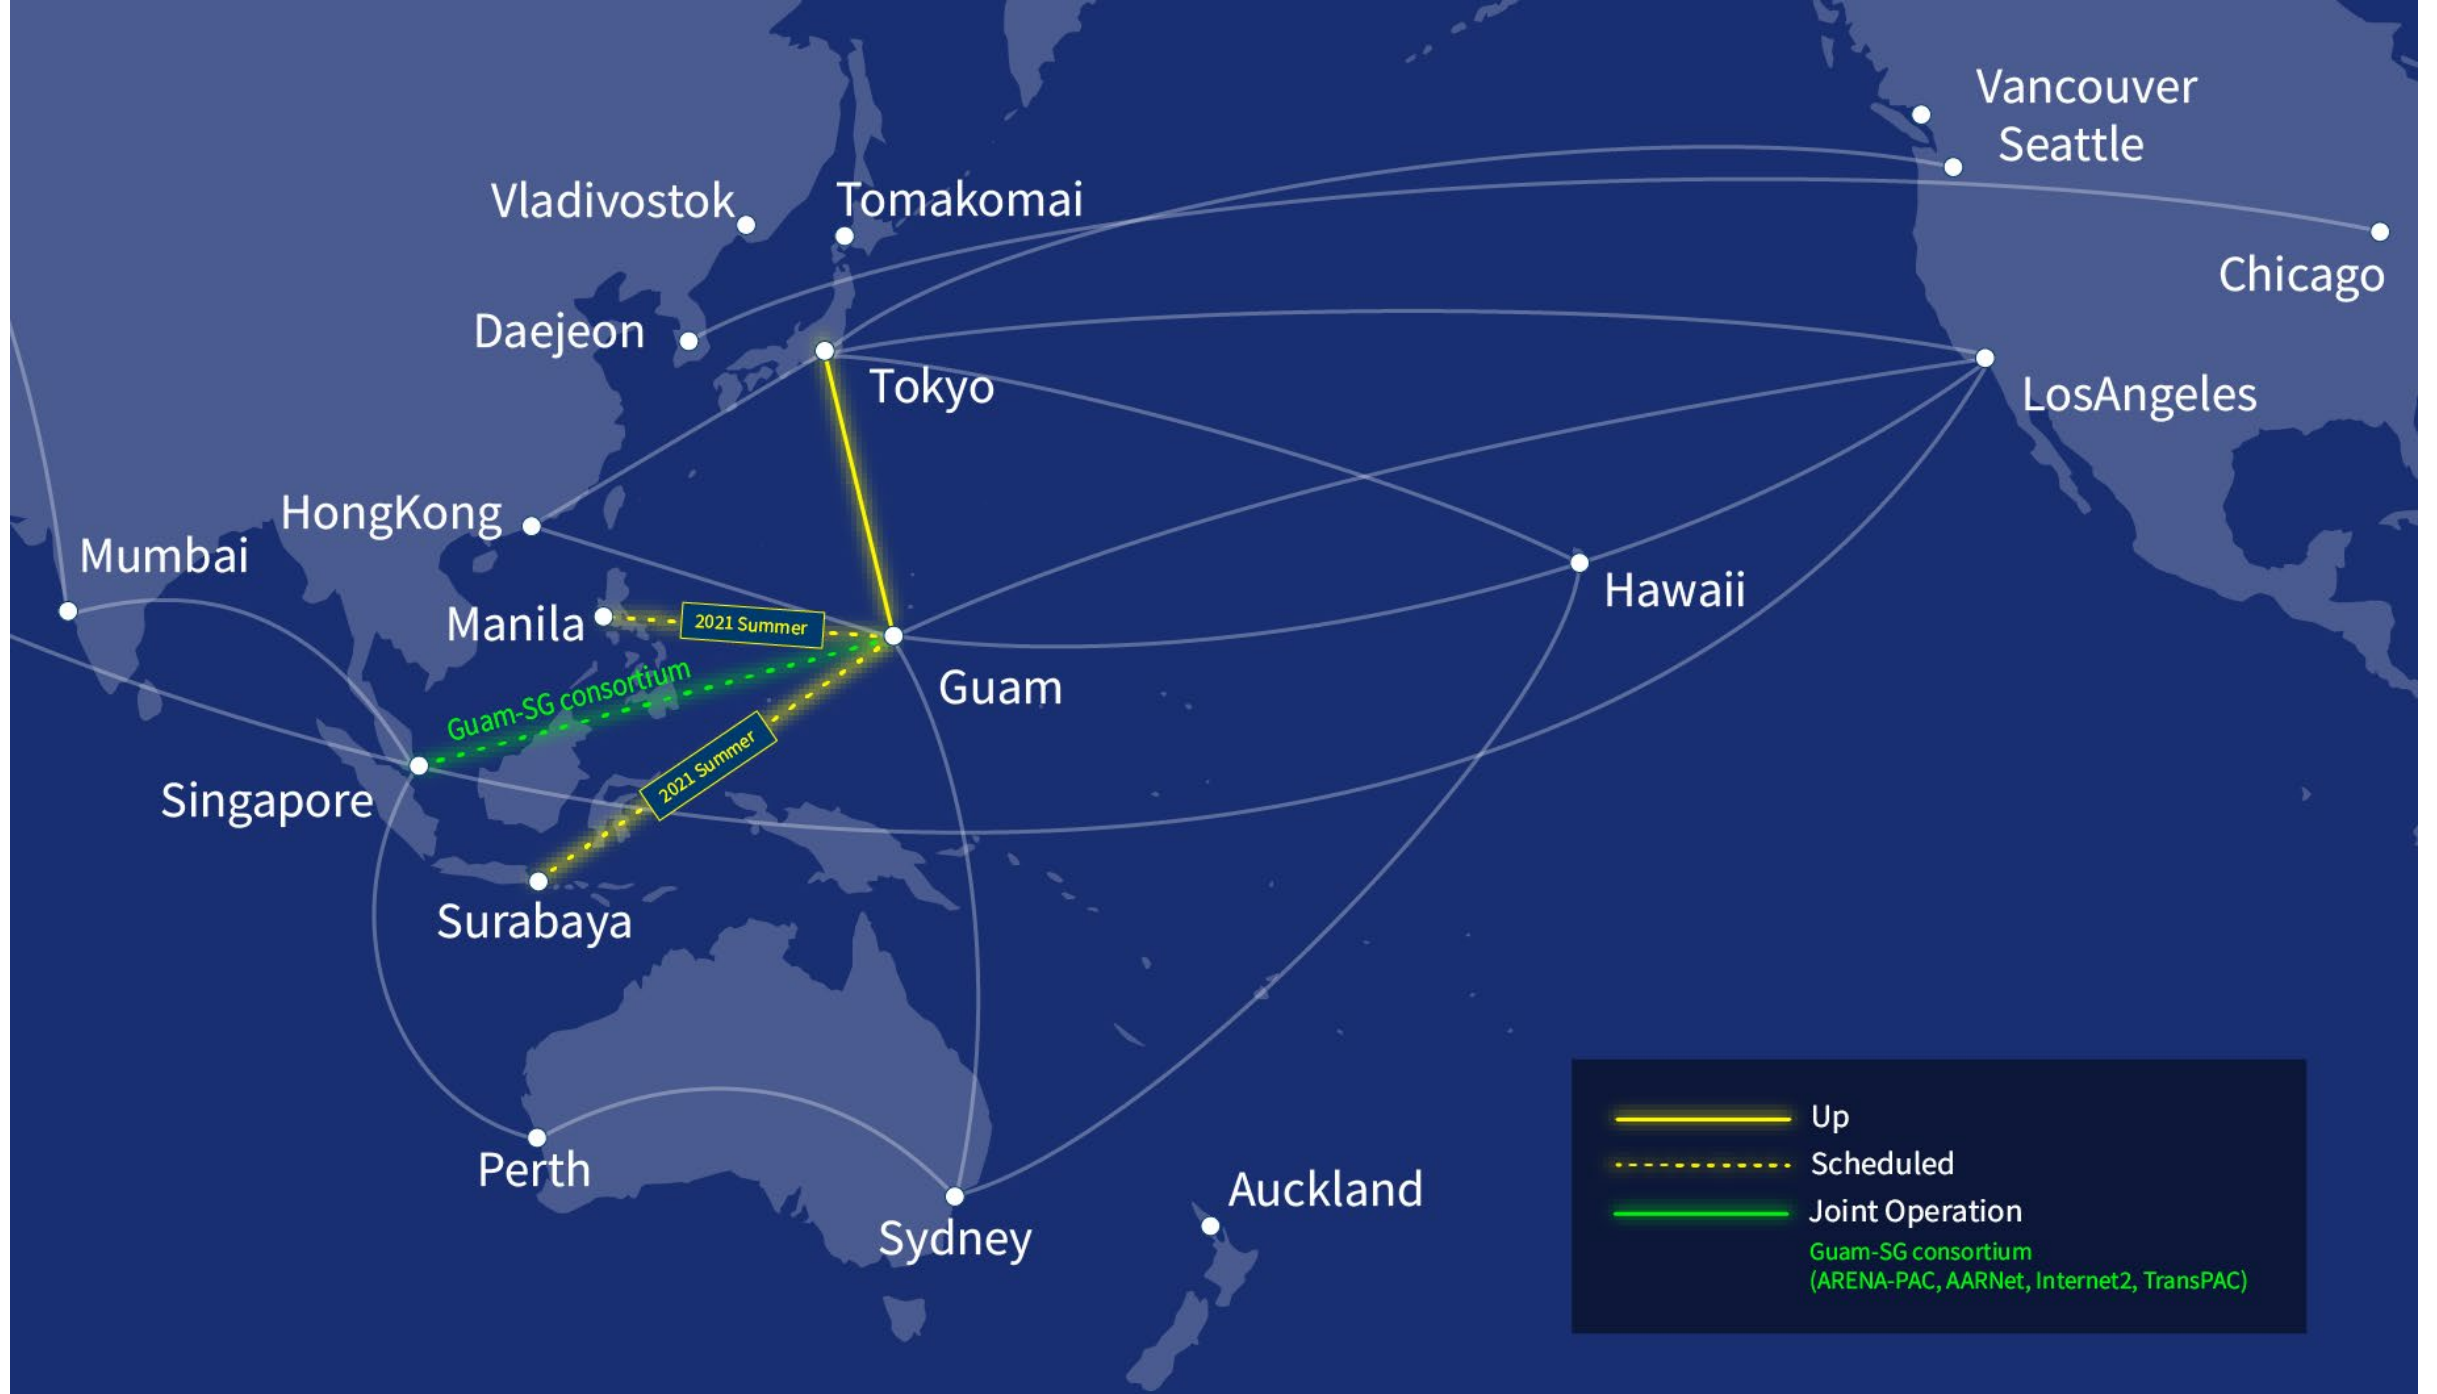 Vancouver
Seattle
Vladivostok
Tomakomai
Chicago
Daejeon
Tokyo
LosAngeles
HongKong
Mumbai
Hawaii
Manila
2021 Summer
Guam
Guam-SG consortium
2021 Summer
Singapore
Surabaya
Perth
Auckland
Sydney
Up
Scheduled
Joint Operation
Guam-SG consortium
(ARENA-PAC, AARNet, Internet2, TransPAC)